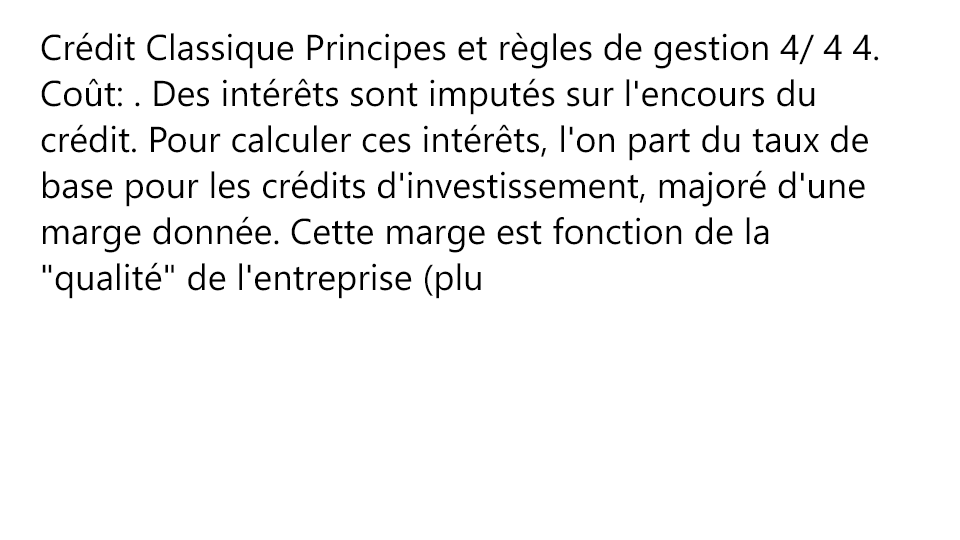 Crédit Classique Principes et règles de gestion 4/ 4 4.
Coût: . Des intérêts sont imputés sur l'encours du
crédit. Pour calculer ces intérêts, l'on part du taux de
base pour les crédits d'investissement, majoré d'une
marge donnée. Cette marge est fonction de la
"qualité" de l'entreprise (plu